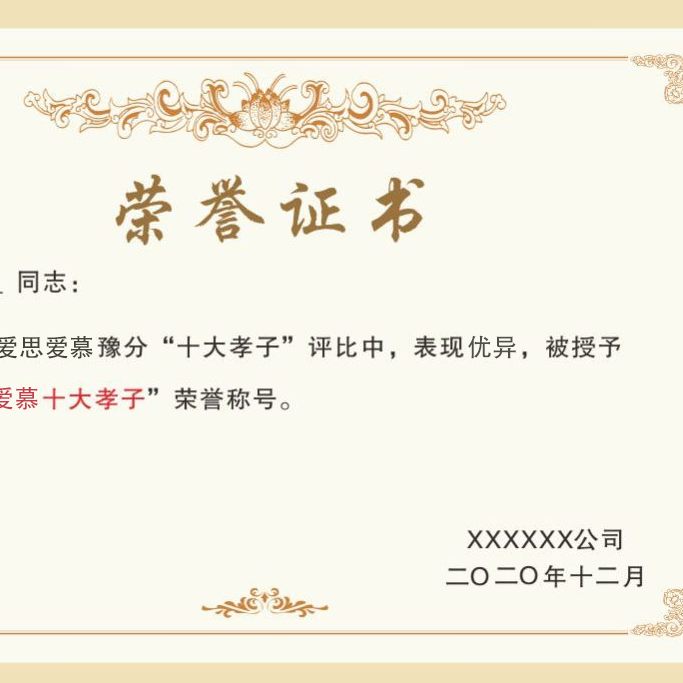 荣誉证书
同志：
爱思爱慕豫分“十大孝子”评比中，表现优异，被授予
爱慕十大孝子”荣誉称号。
XXXXXX公司
二〇二〇年十二月